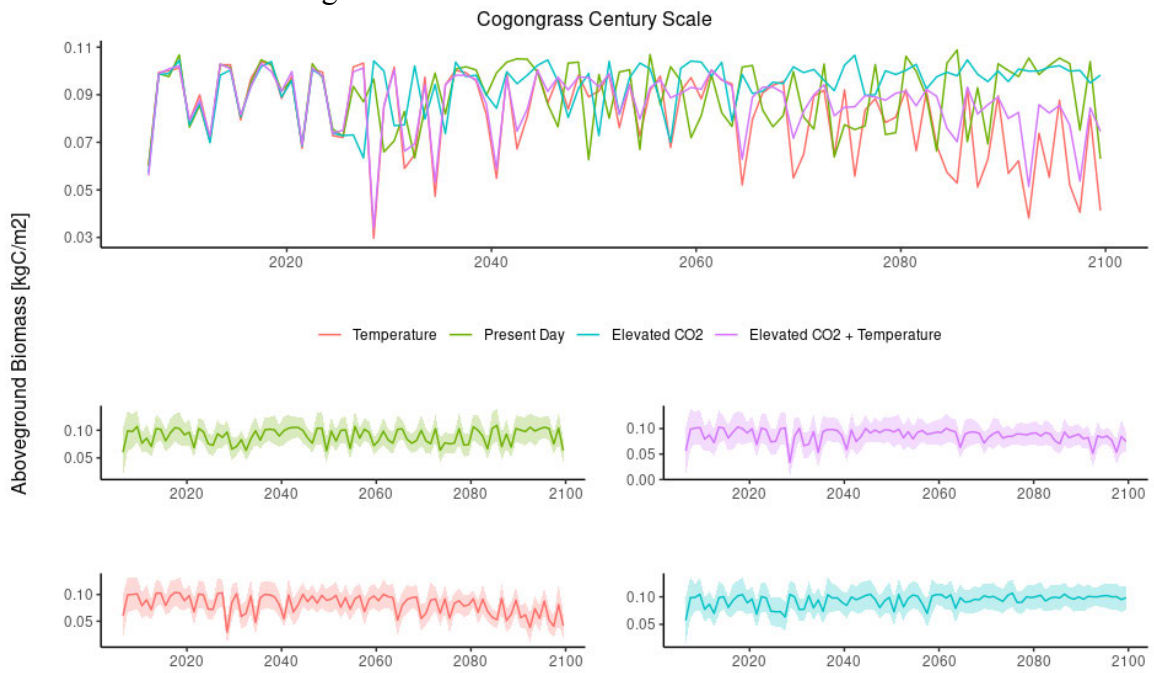 Cogongrass Century Scale
0.11
0.09
0.07
0.05
0.03
2020 2040 2060 2080 2100
Aboveground Biomass [kgC/m2]
Temperature Present Day Elevated CO2 Elevated CO2 + Temperature
0.10
0.05
2020 2040 2060 2080 2100
0.10
0.05
0.00
2020 2040 2060 2080 2100
0.10
0.05
2020 2040 2060 2080 2100
0.10
0.05
2020 2040 2060 2080 2100